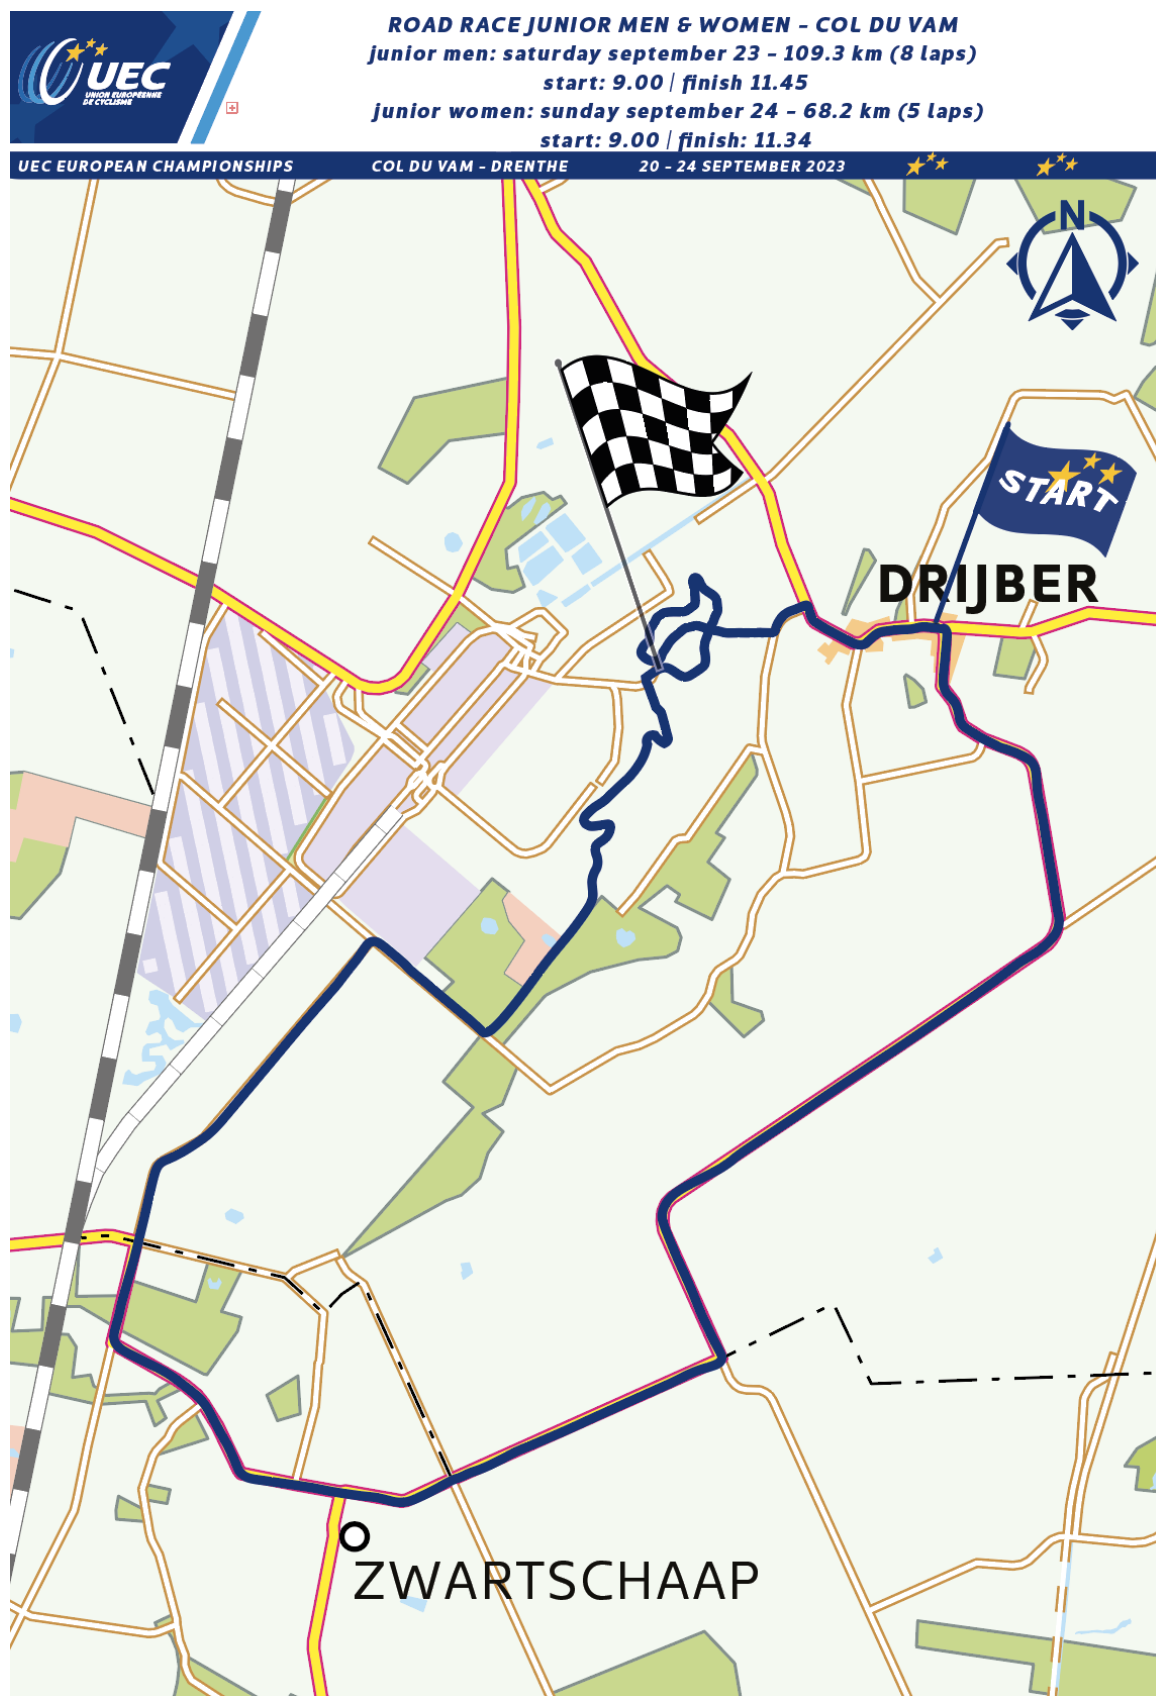 ROAD RACE JUNIOR MEN & WOMEN - COL DU VAM
junior men: saturday september 23 - 109.3 km (8 laps)
start: 9.00 | finish 11.45
junior women: sunday september 24 - 68.2 km (5 laps)
start: 9.00 | finish: 11.34
UEC
UNION EUROPÉENNE
DE CYCLISME
UEC EUROPEAN CHAMPIONSHIPS COL DU VAM - DRENTHE 20 - 24 SEPTEMBER 2023
N
START
DRIJBER
ZWARTSCHAAP